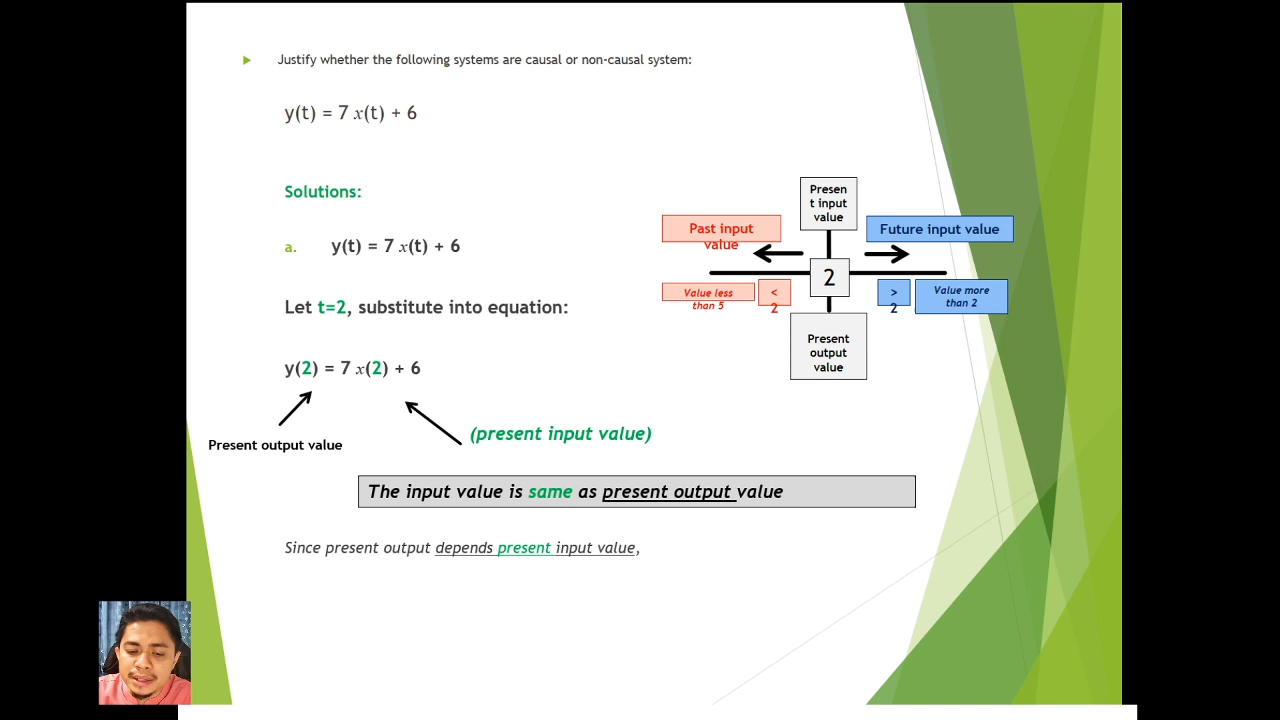 Justify whether the following systems are causal or non-causal system:
y(t) = 7 x(t) + 6
Solutions:
a. y(t) = 7 x(t) + 6
Let t=2, substitute into equation:
y(2) = 7 x(2) + 6
Present output value
(present input value)
Presen
t input
value
Past input
value
Future input value
2
Value less
than 5
<
2
>
2
Value more
than 2
Present
output
value
The input value is same as present output value
Since present output depends present input value,